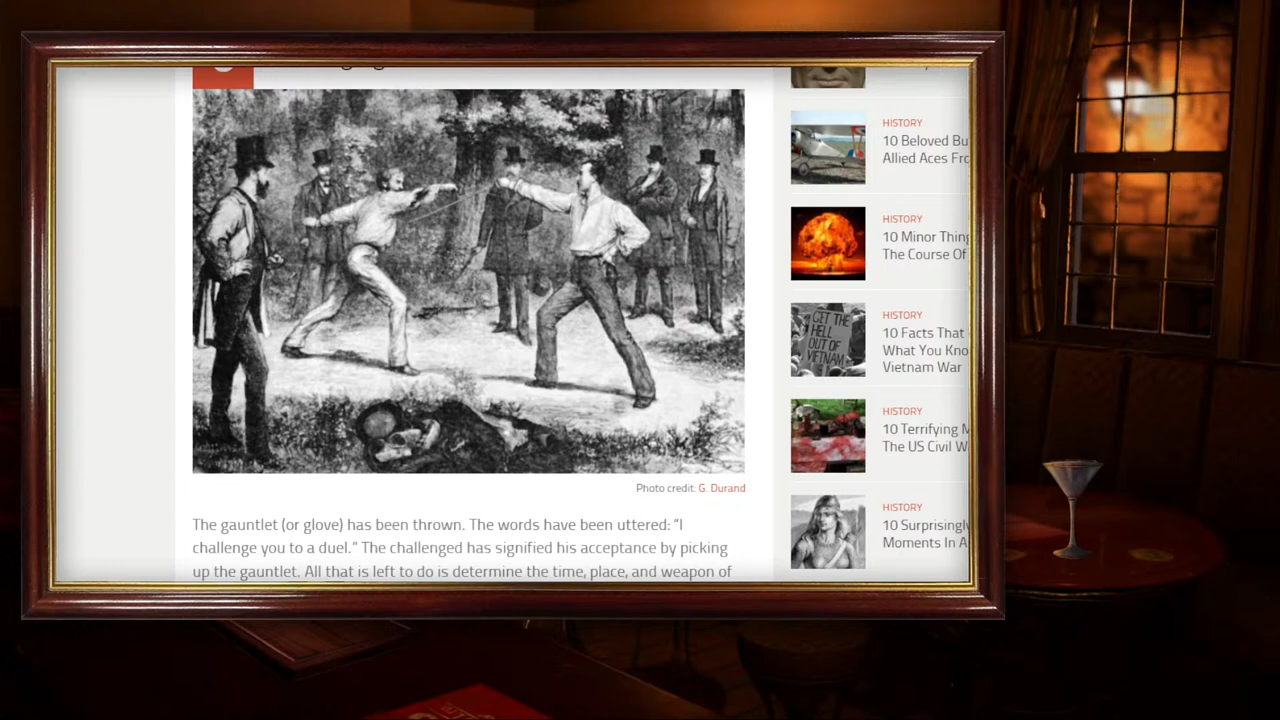 HISTORY
10 Beloved Bu
Allied Aces Fro
HISTORY
10 Minor Thing
The Course Of
HISTORY
10 Facts That
What You Kno
Vietnam War
GET THE
HELL
OUT OF
VIETNAM
HISTORY
10 Terrifying M
The US Civil W
HISTORY
10 Surprisingly
Moments In A
Photo credit: G. Durand
The gauntlet (or glove) has been thrown. The words have been uttered: “I
challenge you to a duel.” The challenged has signified his acceptance by picking
up the gauntlet. All that is left to do is determine the time, place, and weapon of